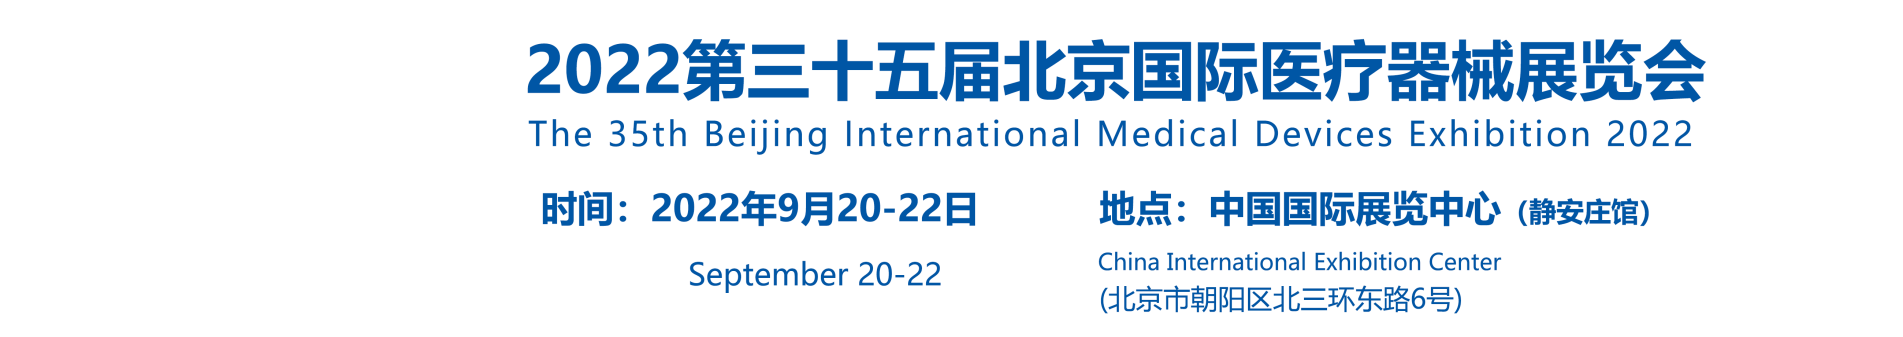 2022第三十五届北京国际医疗器械展览会
The 35th Beijing International Medical Devices Exhibition 2022
时间：2022年9月20-22日
September 20-22
地点：中国国际展览中心（静安庄馆）
China International Exhibition Center
(北京市朝阳区北三环东路6号)